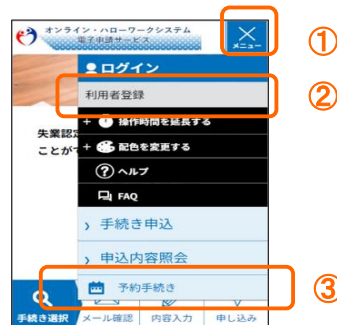 オンライン・ハローワークシステム
電子申請サービス
メニュー
①
ログイン
利用者登録
②
+ 操作時間を延長する
失業認定
+ 配色を変更する
ことが
? ヘルプ
FAQ
› 手続き申込
› 申込内容照会
予約手続き
③
手続き選択
メール確認
内容入力
申し込み